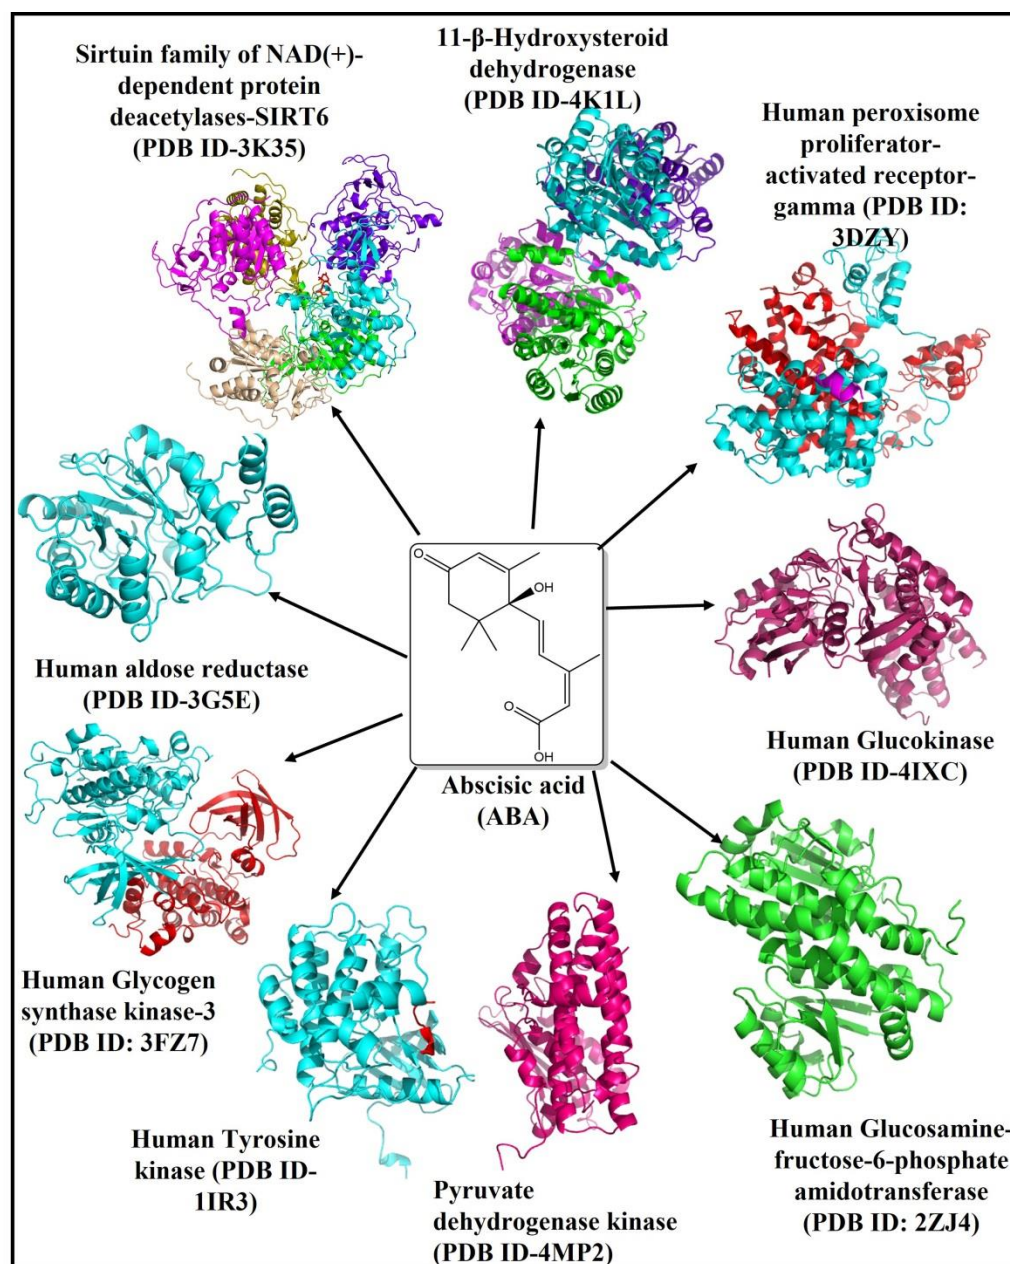 Sirtuin family of NAD(+)-
dependent protein
deacetylases-SIRT6
(PDB ID-3K35)
11-β-Hydroxysteroid
dehydrogenase
(PDB ID-4K1L)
Human peroxisome
proliferator-
activated receptor-
gamma (PDB ID:
3DZY)
Human aldose reductase
(PDB ID-3G5E)
O
OH
O
OH
Abscisic acid
(ABA)
Human Glucokinase
(PDB ID-4IXC)
Human Glycogen
synthase kinase-3
(PDB ID: 3FZ7)
Human Tyrosine
kinase (PDB ID-
1IR3)
Pyruvate
dehydrogenase kinase
(PDB ID-4MP2)
Human Glucosamine-
fructose-6-phosphate
amidotransferase
(PDB ID: 2ZJ4)